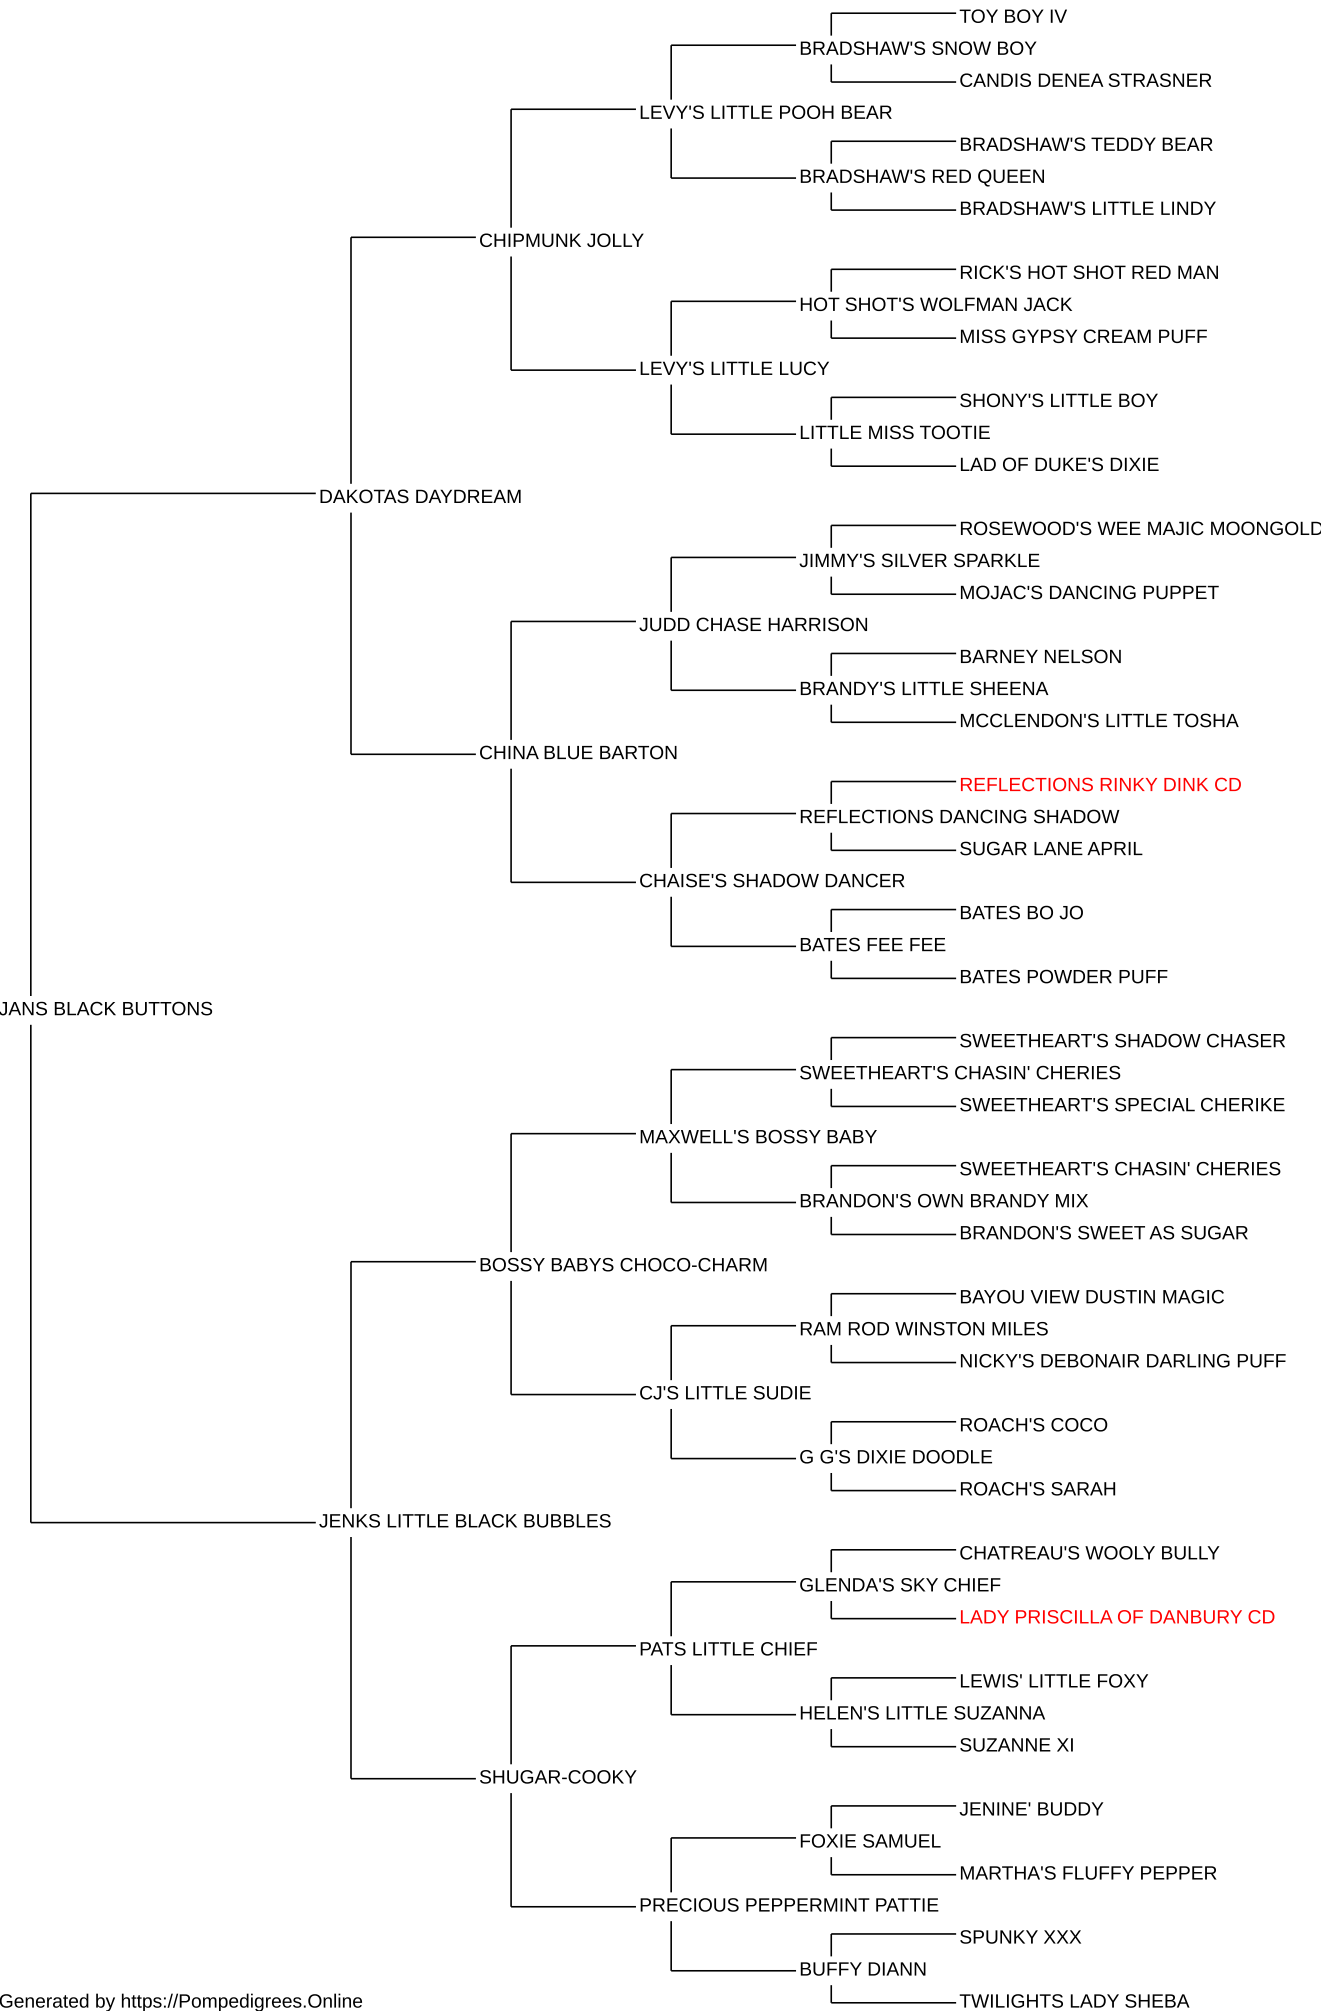 TOY BOY IV
BRADSHAW'S SNOW BOY
CANDIS DENEA STRASNER
LEVY'S LITTLE POOH BEAR
BRADSHAW'S TEDDY BEAR
BRADSHAW'S RED QUEEN
BRADSHAW'S LITTLE LINDY
CHIPMUNK JOLLY
RICK'S HOT SHOT RED MAN
HOT SHOT'S WOLFMAN JACK
MISS GYPSY CREAM PUFF
LEVY'S LITTLE LUCY
SHONY'S LITTLE BOY
LITTLE MISS TOOTIE
LAD OF DUKE'S DIXIE
DAKOTAS DAYDREAM
ROSEWOOD'S WEE MAJIC MOONGOLD
JIMMY'S SILVER SPARKLE
MOJAC'S DANCING PUPPET
JUDD CHASE HARRISON
BARNEY NELSON
BRANDY'S LITTLE SHEENA
MCCLENDON'S LITTLE TOSHA
CHINA BLUE BARTON
REFLECTIONS RINKY DINK CD
REFLECTIONS DANCING SHADOW
SUGAR LANE APRIL
CHAISE'S SHADOW DANCER
BATES BO JO
BATES FEE FEE
BATES POWDER PUFF
JANS BLACK BUTTONS
SWEETHEART'S SHADOW CHASER
SWEETHEART'S CHASIN' CHERIES
SWEETHEART'S SPECIAL CHERIKE
MAXWELL'S BOSSY BABY
SWEETHEART'S CHASIN' CHERIES
BRANDON'S OWN BRANDY MIX
BRANDON'S SWEET AS SUGAR
BOSSY BABYS CHOCO-CHARM
BAYOU VIEW DUSTIN MAGIC
RAM ROD WINSTON MILES
NICKY'S DEBONAIR DARLING PUFF
CJ'S LITTLE SUDIE
ROACH'S COCO
G G'S DIXIE DOODLE
ROACH'S SARAH
JENKS LITTLE BLACK BUBBLES
CHATREAU'S WOOLY BULLY
GLENDA'S SKY CHIEF
LADY PRISCILLA OF DANBURY CD
PATS LITTLE CHIEF
LEWIS' LITTLE FOXY
HELEN'S LITTLE SUZANNA
SUZANNE XI
SHUGAR-COOKY
JENINE' BUDDY
FOXIE SAMUEL
MARTHA'S FLUFFY PEPPER
PRECIOUS PEPPERMINT PATTIE
SPUNKY XXX
BUFFY DIANN
TWILIGHTS LADY SHEBA
Generated by https://Pompedigrees.Online